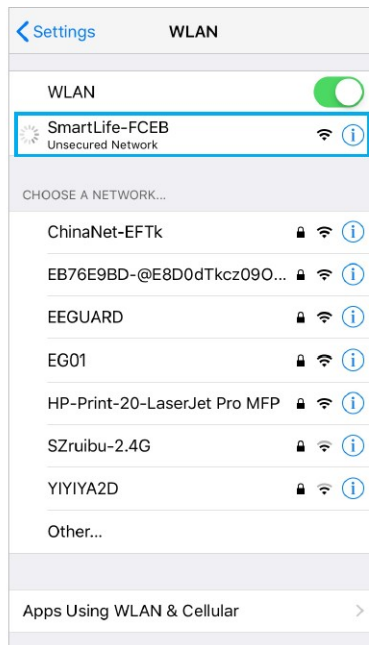 Settings WLAN
WLAN
SmartLife-FCEB
Unsecured Network
CHOOSE A NETWORK...
ChinaNet-EFTk
EB76E9BD-@E8D0dTkcz09O...
EEGUARD
EG01
HP-Print-20-LaserJet Pro MFP
SZruibu-2.4G
YIYIYA2D
Other...
Apps Using WLAN & Cellular